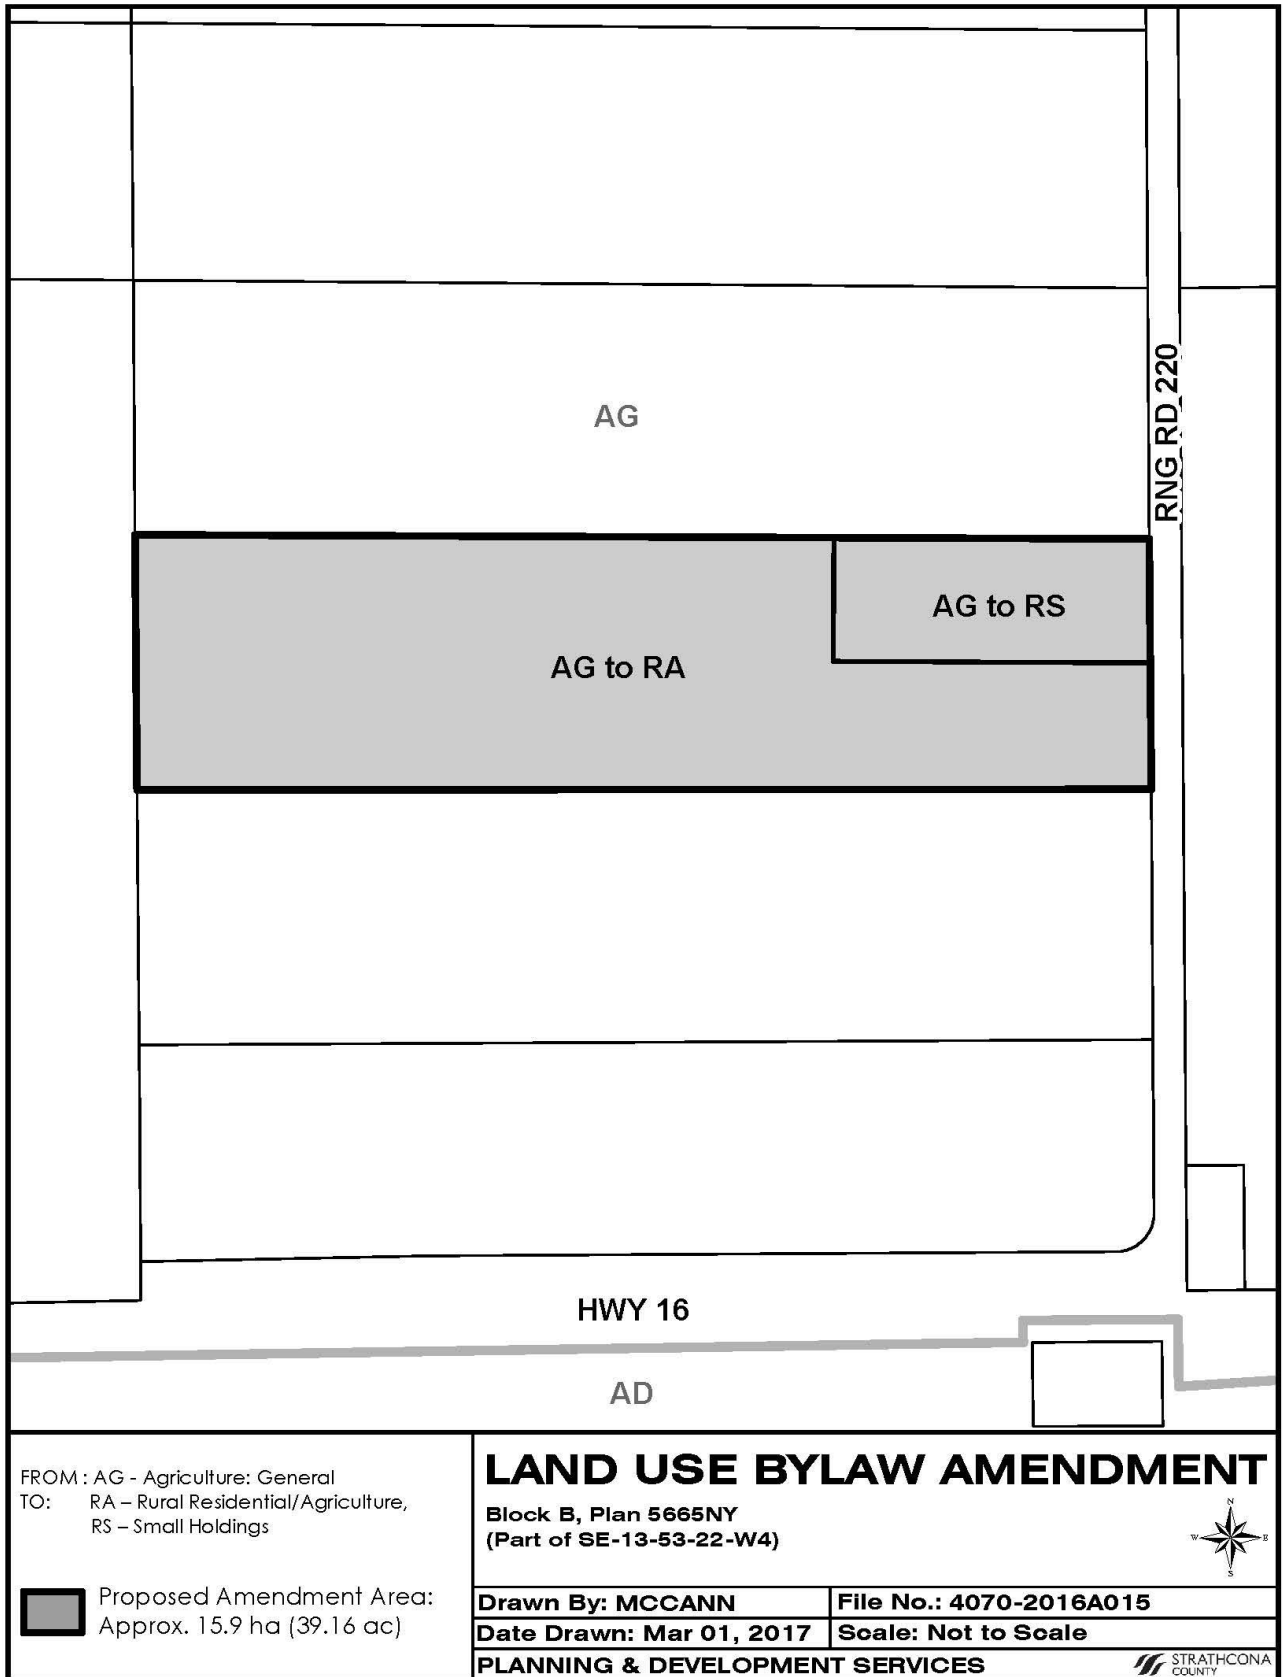 AG
RNG RD 220
AG to RS
AG to RA
HWY 16
AD
FROM : AG - Agriculture: General
TO: RA – Rural Residential/Agriculture,
RS – Small Holdings
Proposed Amendment Area:
Approx. 15.9 ha (39.16 ac)
LAND USE BYLAW AMENDMENT
Block B, Plan 5665NY
(Part of SE-13-53-22-W4)
N
W E
S
Drawn By: MCCANN
File No.: 4070-2016A015
Date Drawn: Mar 01, 2017
Scale: Not to Scale
PLANNING & DEVELOPMENT SERVICES
STRATHCONA
COUNTY